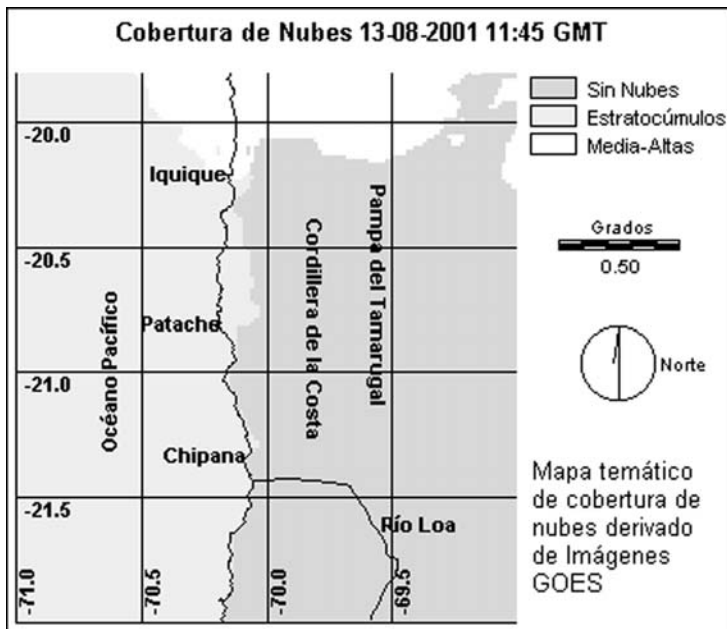 Cobertura de Nubes 13-08-2001 11:45 GMT
Sin Nubes
Estratocúmulos
Media-Altas
-20.0
Iquique
Pampa del Tamarugal
Cordillera de la Costa
Grados
0.50
-20.5
Océano Pacífico
Patache
Norte
-21.0
Chipana
Mapa temático
de cobertura de
nubes derivado
de Imágenes
GOES
-21.5
Río Loa
-71.0
-70.5
-70.0
-69.5